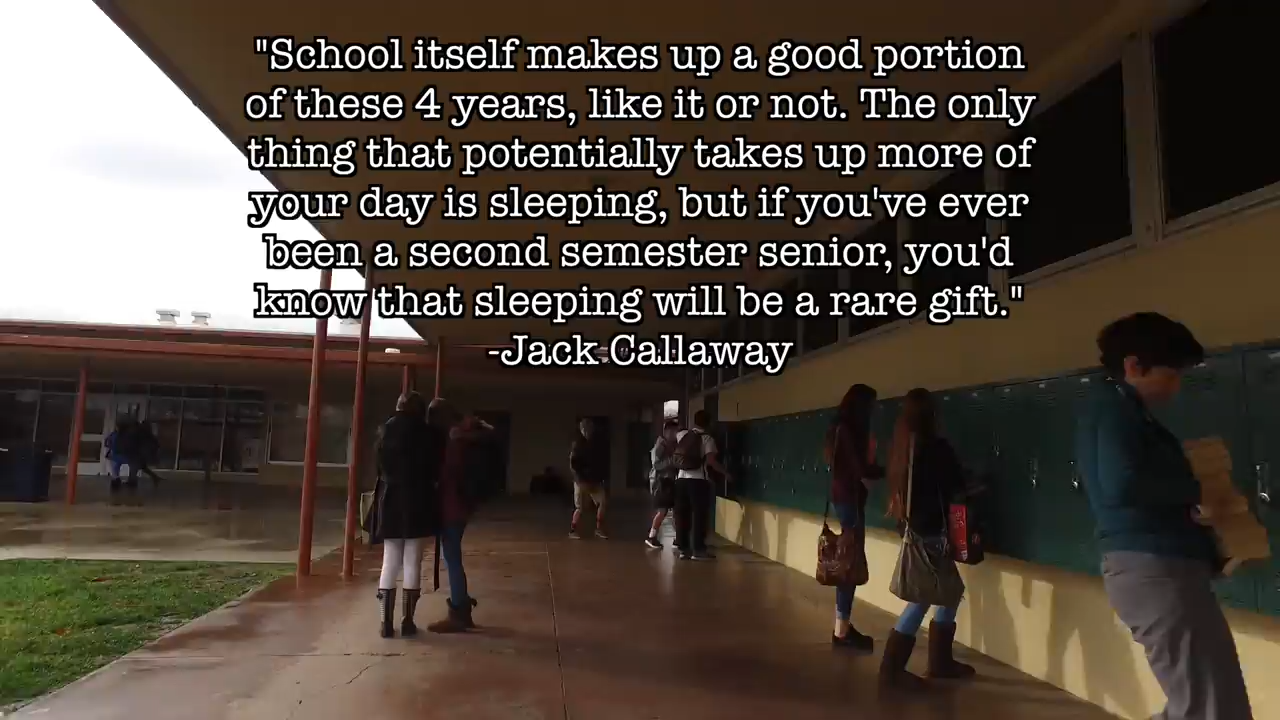 "School itself makes up a good portion
of these 4 years, like it or not. The only
thing that potentially takes up more of
your day is sleeping, but if you've ever
been a second semester senior, you'd
know that sleeping will be a rare gift."
-Jack Callaway